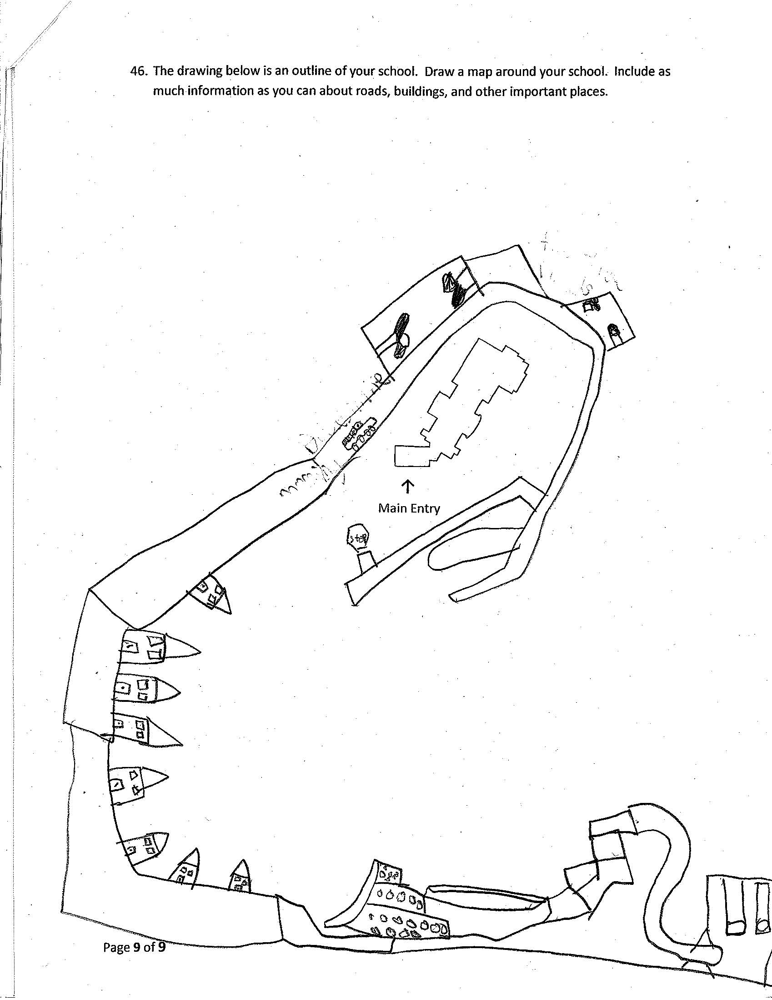 46. The drawing below is an outline of your school. Draw a map around your school. Include as
much information as you can about roads, buildings, and other important places.
Main Entry
stop
Page 9 of 9